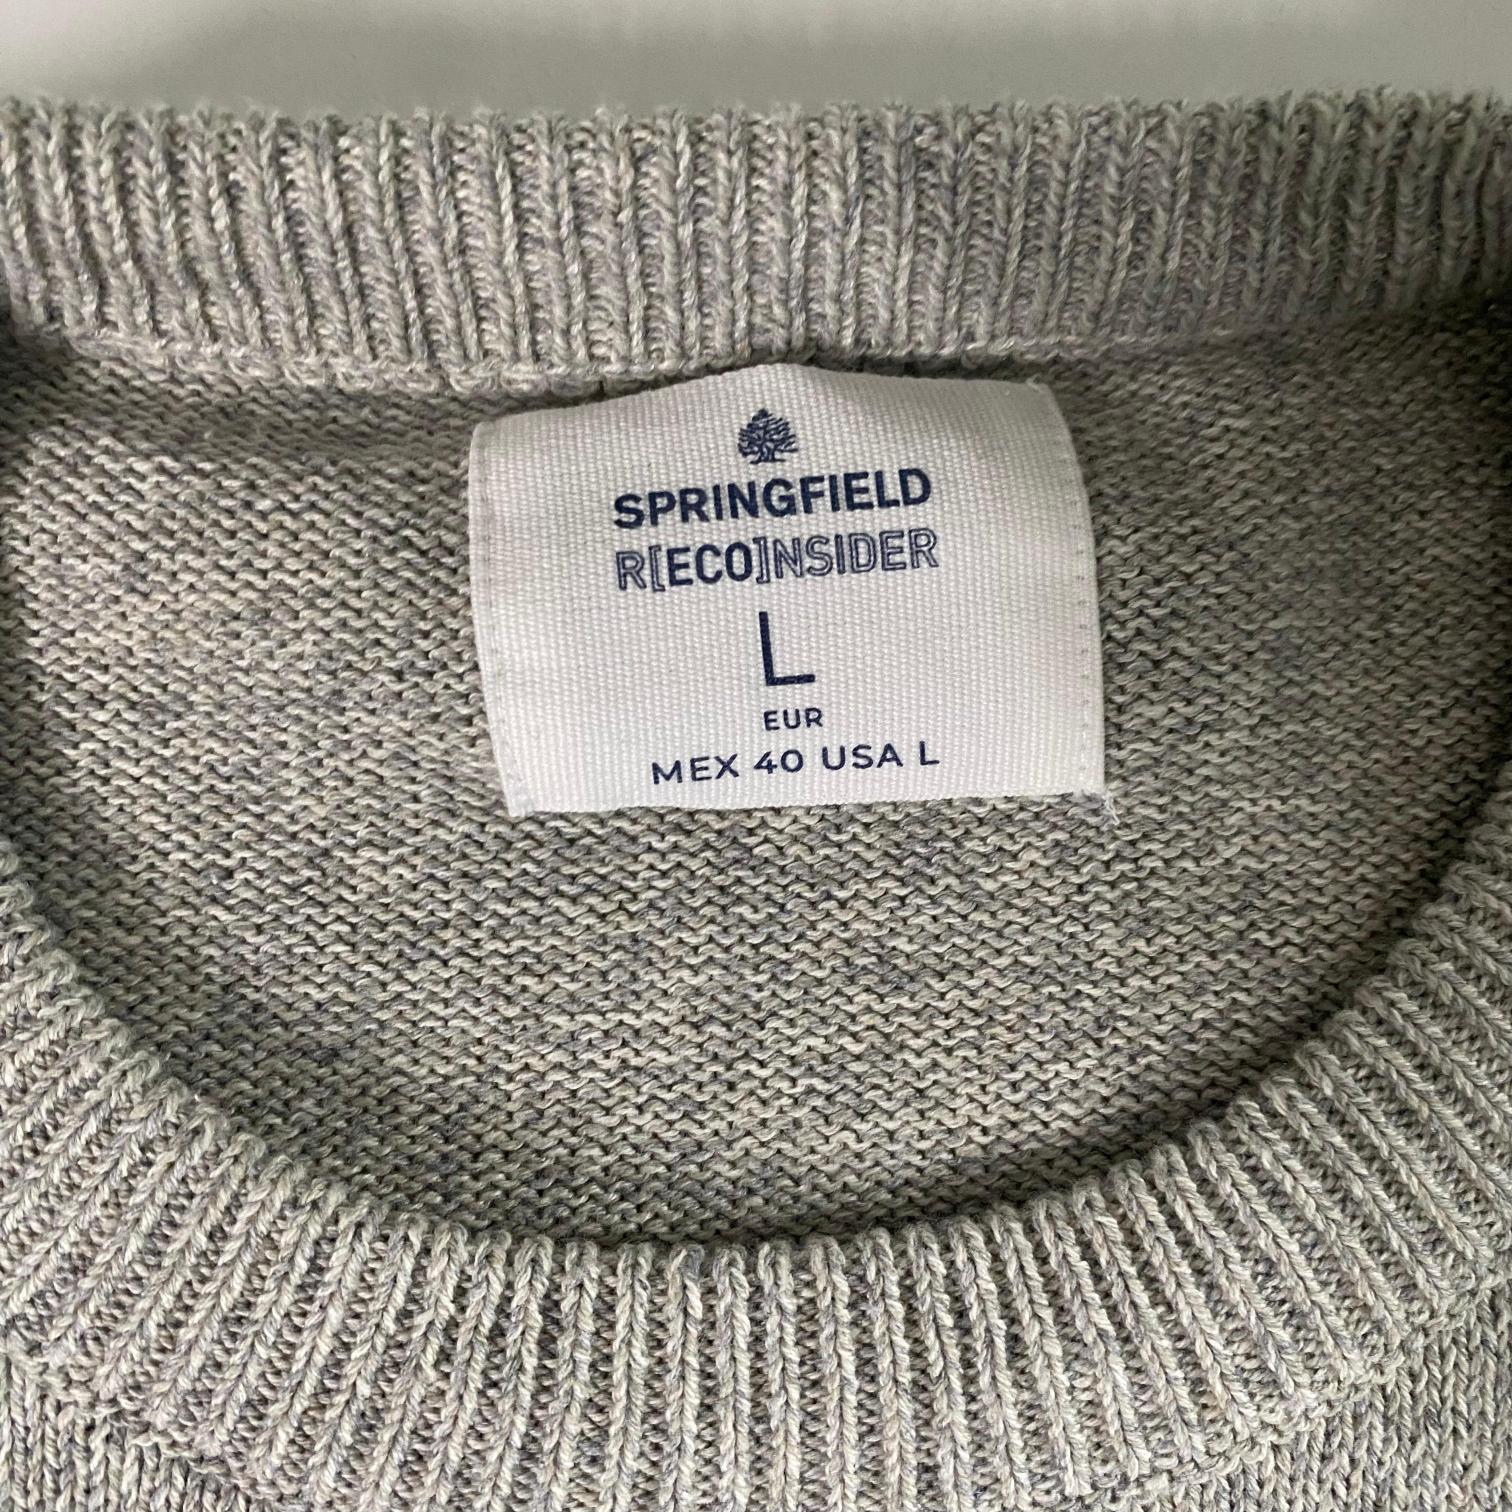 SPRINGFIELD
R[ECO]NSIDER
L
EUR
MEX 40 USA L